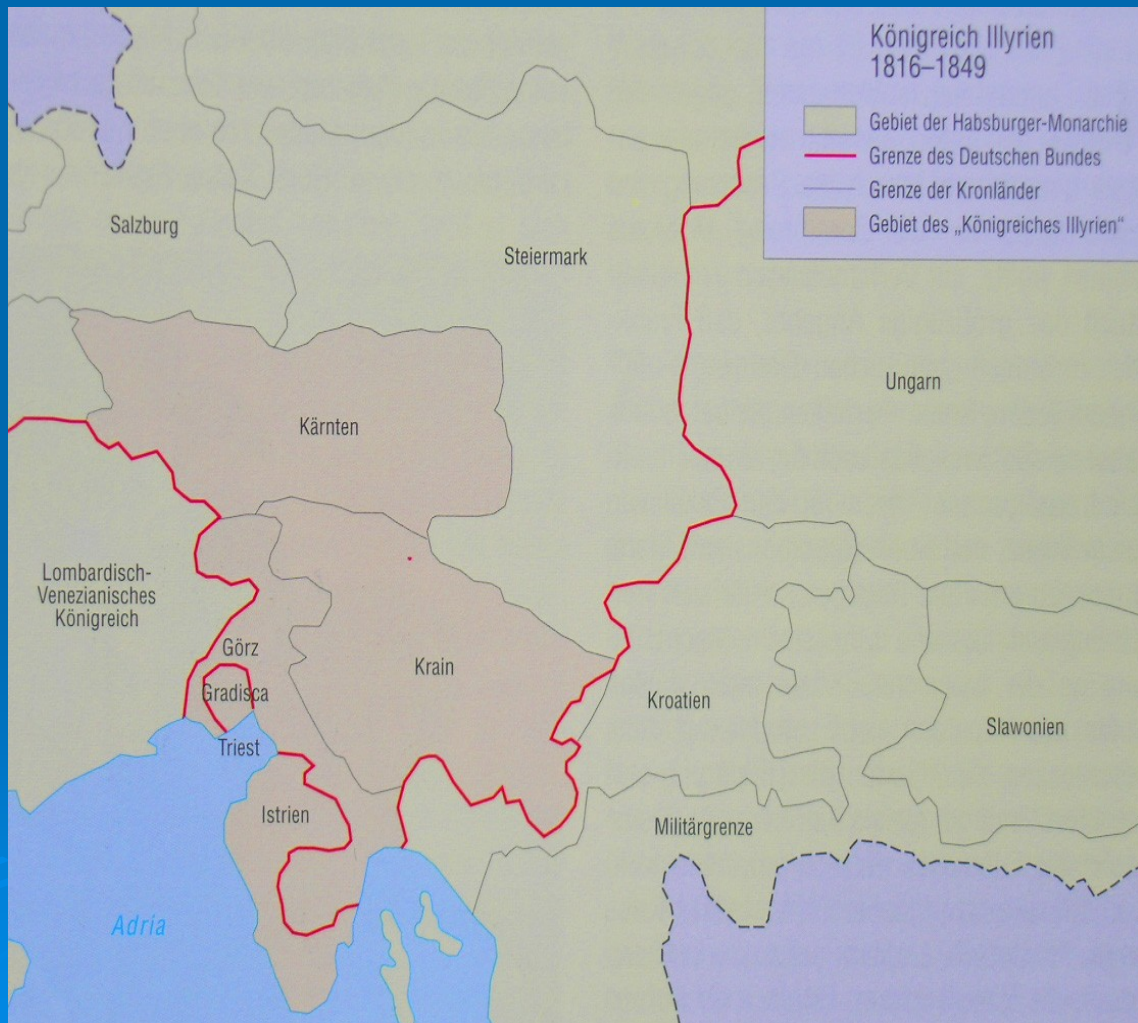 Königreich Illyrien
1816–1849
Gebiet der Habsburger-Monarchie
Grenze des Deutschen Bundes
Grenze der Kronländer
Gebiet des „Königreiches Illyrien“
Salzburg
Steiermark
Ungarn
Kärnten
Lombardisch-
Venezianisches
Königreich
Görz
Gradisca
Krain
Kroatien
Slawonien
Triest
Istrien
Militärgrenze
Adria